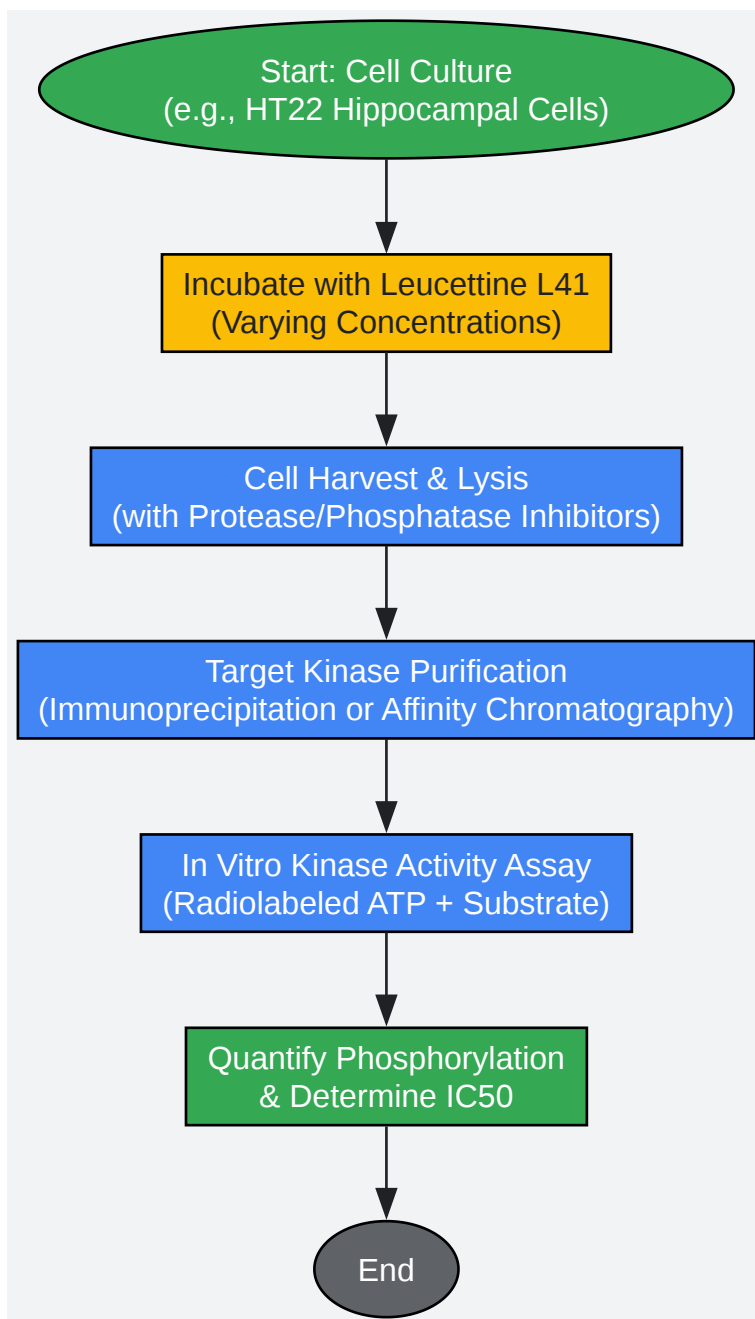 Start: Cell Culture
(e.g., HT22 Hippocampal Cells)
Incubate with Leucettine L41
(Varying Concentrations)
Cell Harvest & Lysis
(with Protease/Phosphatase Inhibitors)
Target Kinase Purification
(Immunoprecipitation or Affinity Chromatography)
In Vitro Kinase Activity Assay
(Radiolabeled ATP + Substrate)
Quantify Phosphorylation
& Determine IC50
End